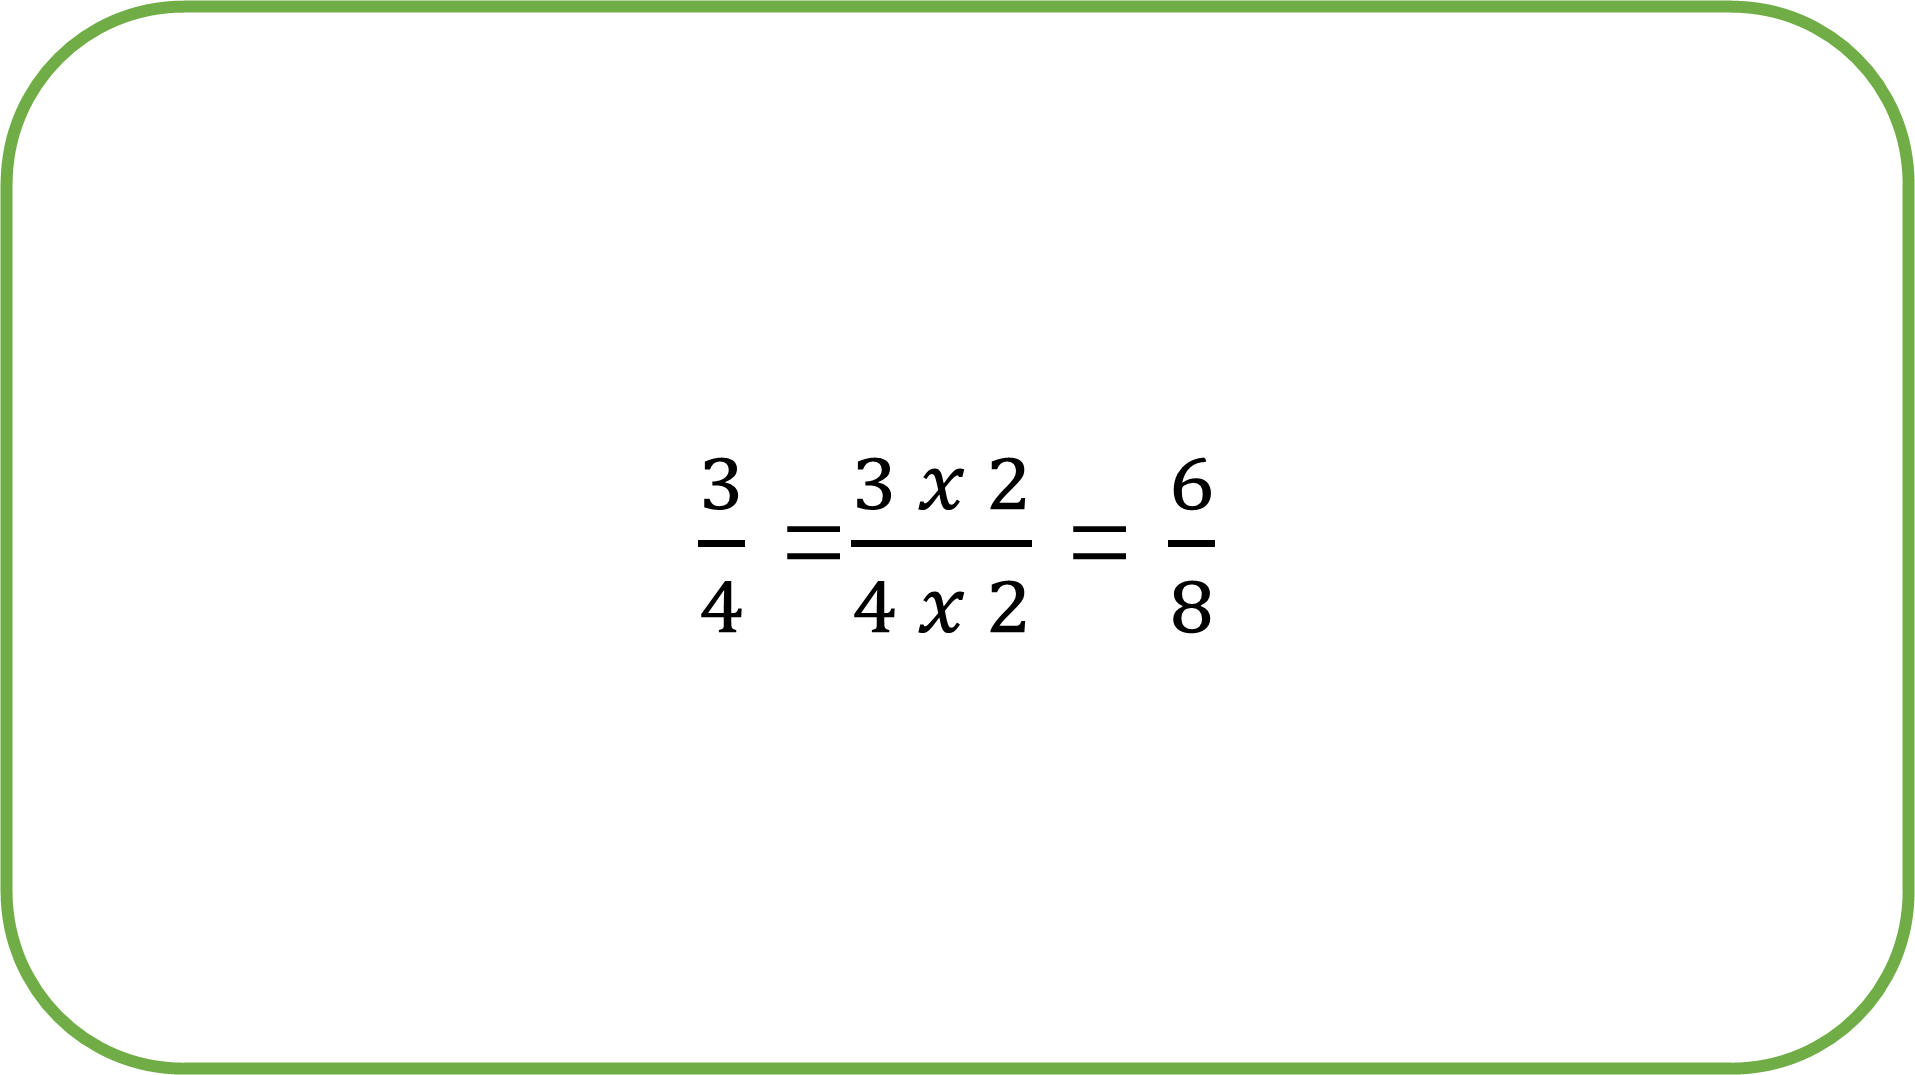 3/4 = 3 x 2/4 x 2 = 6/8